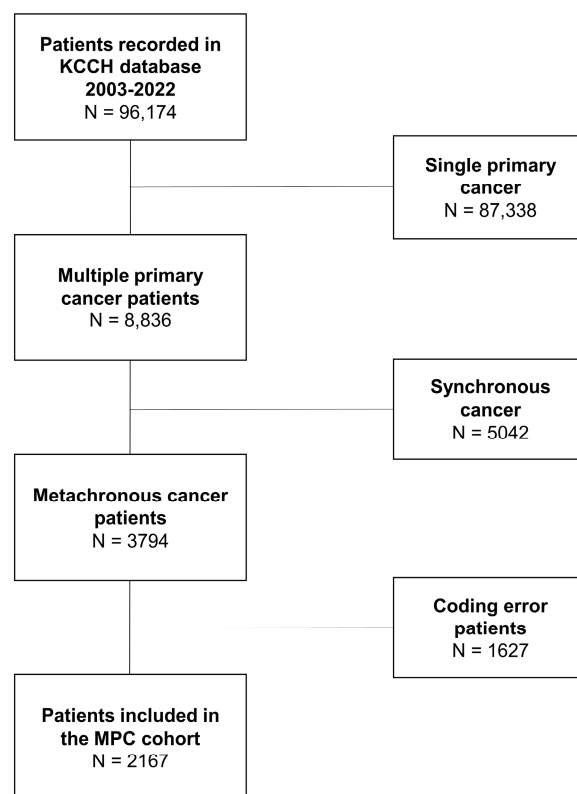 Patients recorded in
KCCH database
2003-2022
N = 96,174
Single primary
cancer
N = 87,338
Multiple primary
cancer patients
N = 8,836
Synchronous
cancer
N = 5042
Metachronous cancer
patients
N = 3794
Coding error
patients
N = 1627
Patients included in
the MPC cohort
N = 2167